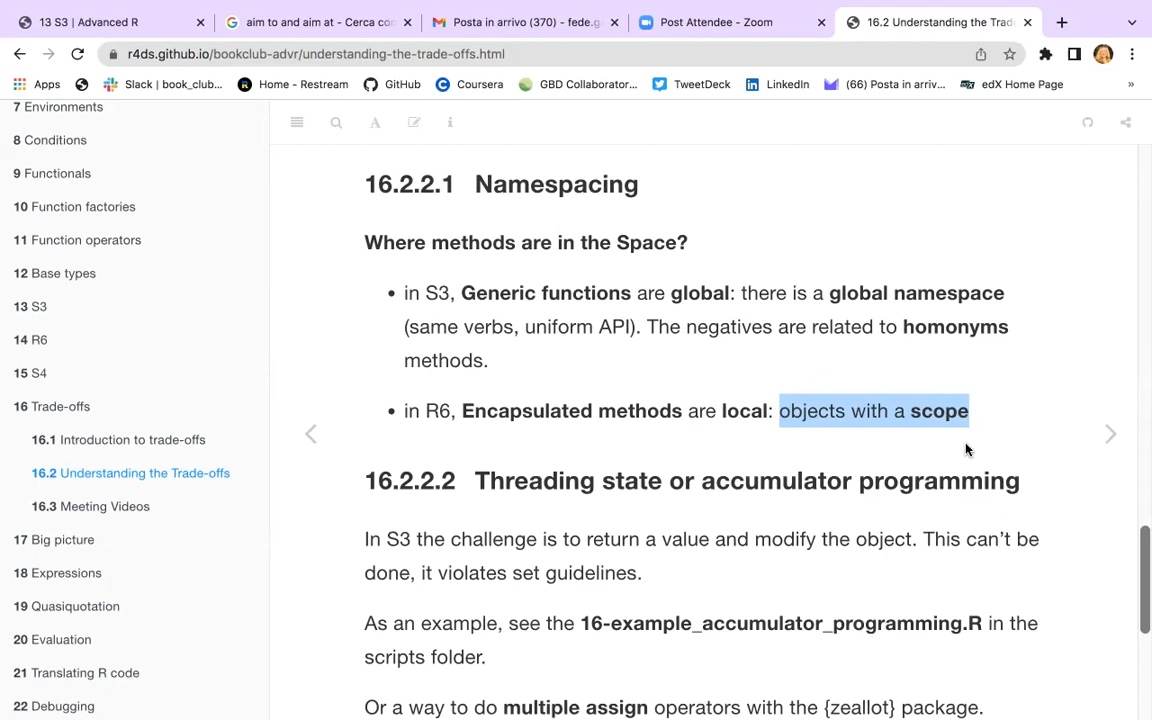 13 S3 | Advanced R
aim to and aim at - Cerca con
Posta in arrivo (370) - fede.ga
Post Attendee - Zoom
16.2 Understanding the Trad
r4ds.github.io/bookclub-advr/understanding-the-trade-offs.html
Apps
Slack | book_club...
Home - Restream
GitHub
Coursera
GBD Collaborator...
TweetDeck
LinkedIn
(66) Posta in arriv...
edX Home Page
»
7 Environments
8 Conditions
9 Functionals
10 Function factories
11 Function operators
12 Base types
13 S3
14 R6
15 S4
16 Trade-offs
16.1 Introduction to trade-offs
16.2 Understanding the Trade-offs
16.3 Meeting Videos
17 Big picture
18 Expressions
19 Quasiquotation
20 Evaluation
21 Translating R code
22 Debugging
16.2.2.1 Namespacing
Where methods are in the Space?
• in S3, Generic functions are global: there is a global namespace
(same verbs, uniform API). The negatives are related to homonyms
methods.
• in R6, Encapsulated methods are local: objects with a scope
16.2.2.2 Threading state or accumulator programming
In S3 the challenge is to return a value and modify the object. This can't be
done, it violates set guidelines.
As an example, see the 16-example_accumulator_programming.R in the
scripts folder.
Or a way to do multiple assign operators with the {zeallot} package.